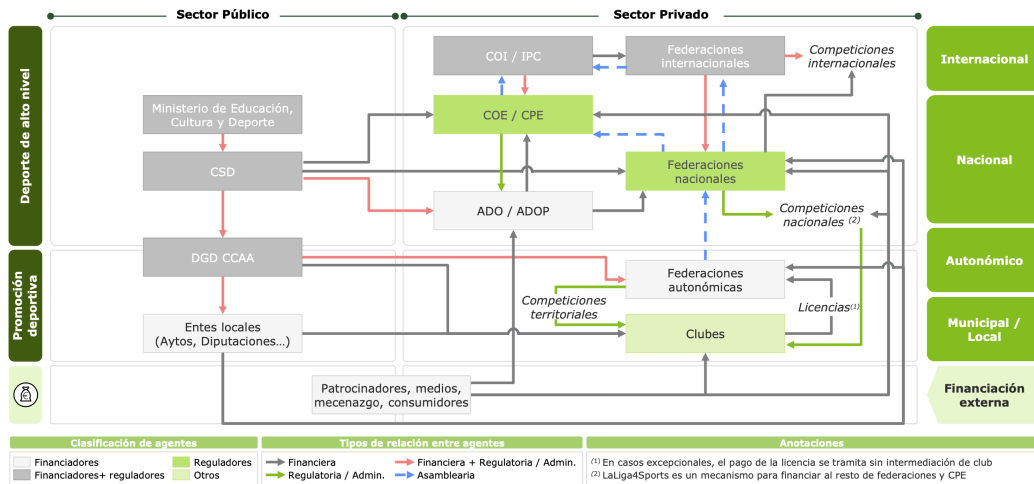 Sector Público
Sector Privado
Deporte de alto nivel
Promoción
deportiva
COI / IPC
Federaciones
internacionales
Competiciones
internacionales
Internacional
Ministerio de Educación,
Cultura y Deporte
COE / CPE
Nacional
CSD
Federaciones
nacionales
ADO / ADOP
Competiciones
nacionales (2)
DGD CCAA
Federaciones
autonómicas
Autonómico
Competiciones
territoriales
Licencias(1)
Entes locales
(Aytos, Diputaciones…)
Clubes
Municipal /
Local
Patrocinadores, medios,
mecenazgo, consumidores
Financiación
externa
Clasificación de agentes
Financiadores
Reguladores
Financiadores+ reguladores
Otros
Tipos de relación entre agentes
Financiera
Financiera + Regulatoria / Admin.
Regulatoria / Admin.
Asamblearia
Anotaciones
(1) En casos excepcionales, el pago de la licencia se tramita sin intermediación de club
(2) LaLiga4Sports es un mecanismo para financiar al resto de federaciones y CPE